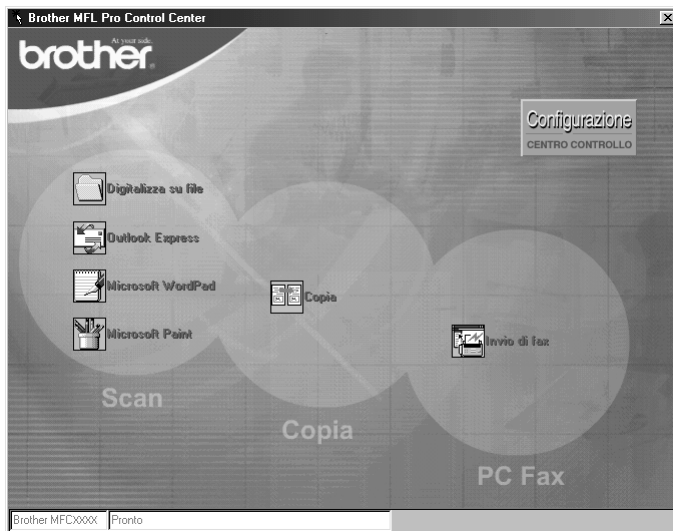 Brother MFL Pro Control Center
At your side.
brother
Configurazione
CENTRO CONTROLLO
Digitalizza su file
Outlook Express
Microsoft WordPad
Microsoft Paint
Scan
Copia
Copia
Invio di fax
PC Fax
Brother MFCXXXX
Pronto